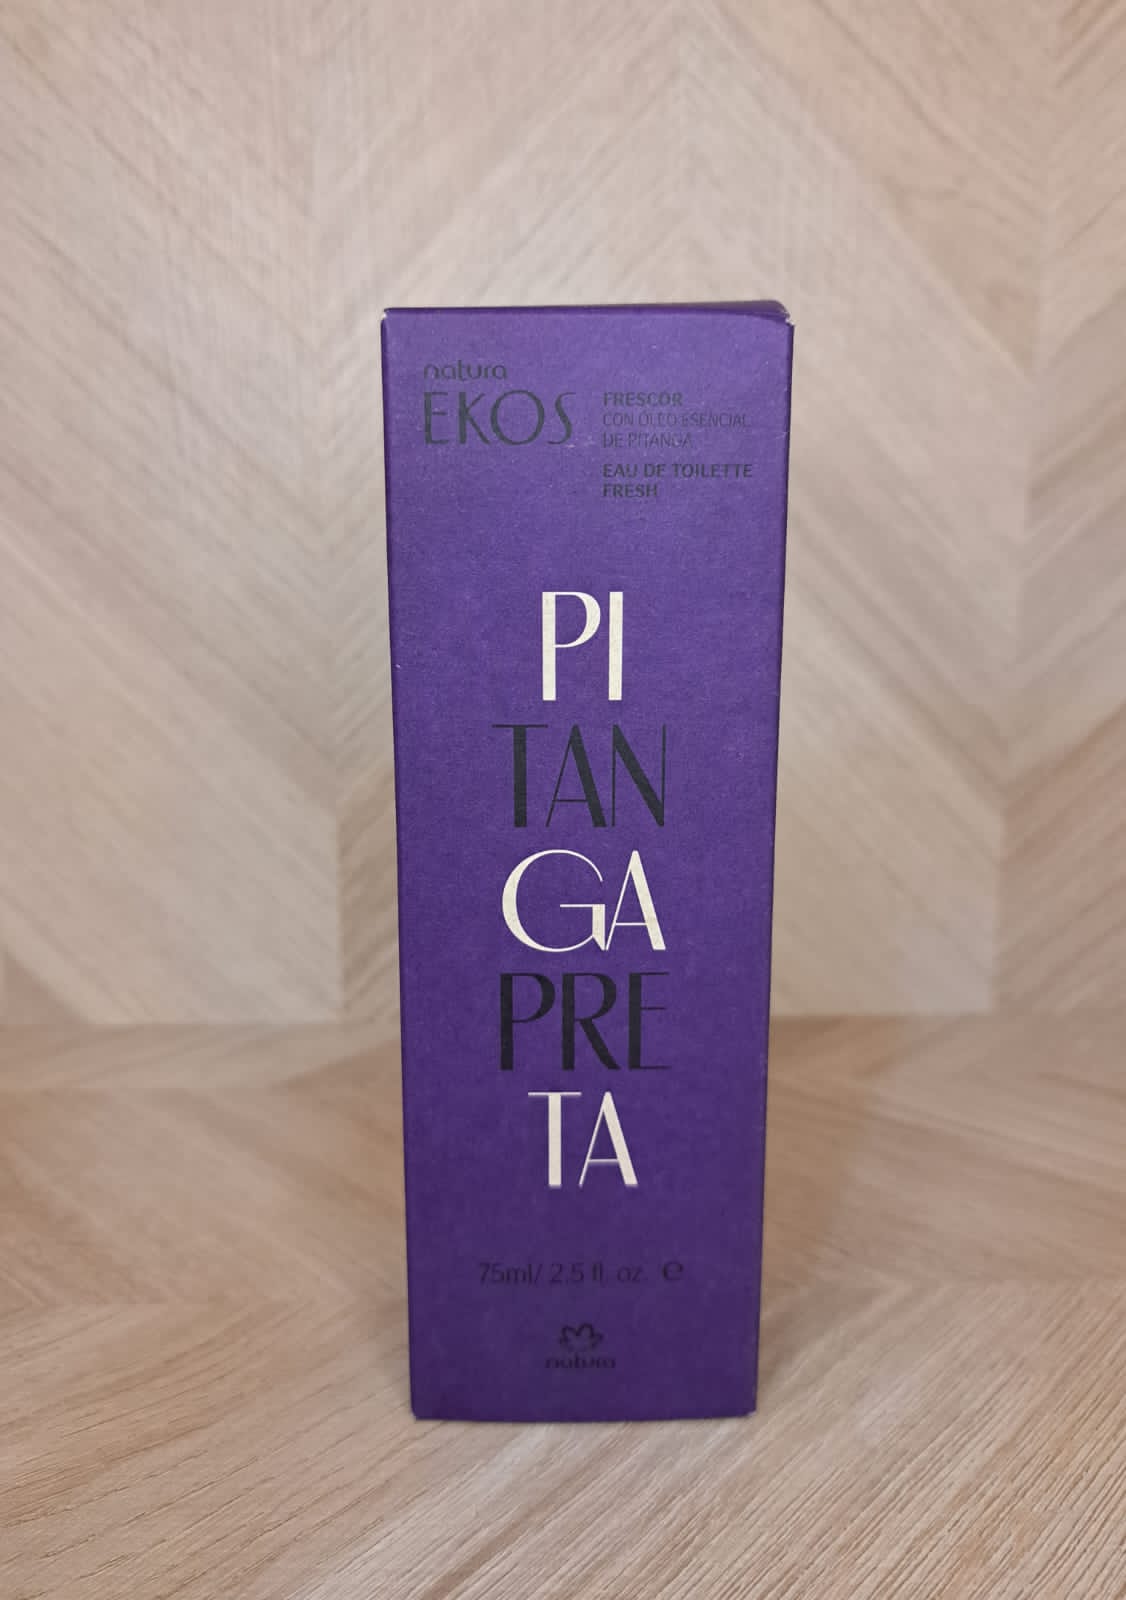 natura
EKOS
FRESCOR
CON ÓLEO ESENCIAL
DE PITANGA
EAU DE TOILETTE
FRESH
PI
TAN
GA
PRE
TA
75ml/ 2.5 fl. oz. ℮
natura